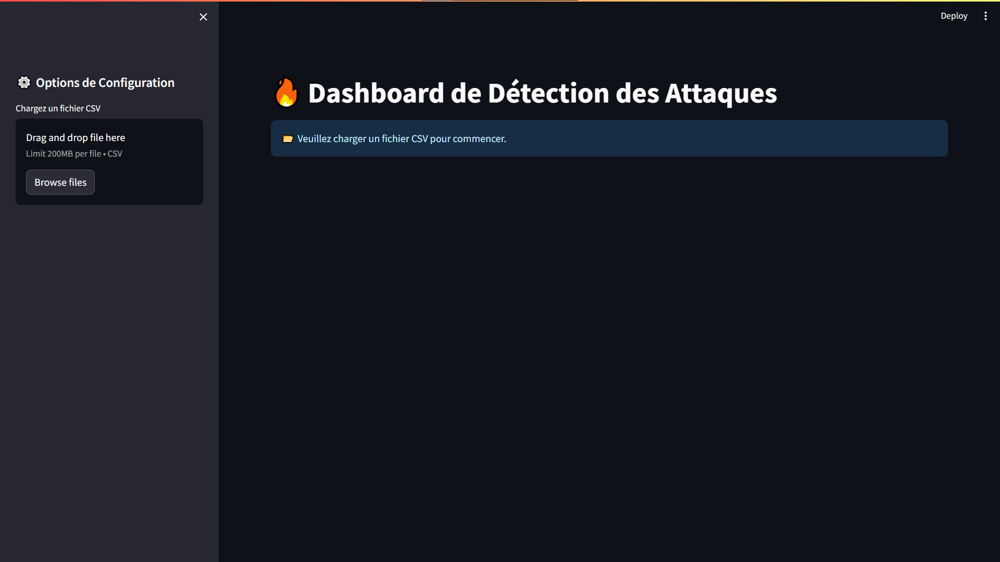 Deploy
Options de Configuration
Chargez un fichier CSV
Drag and drop file here
Limit 200MB per file • CSV
Browse files
Dashboard de Détection des Attaques
Veuillez charger un fichier CSV pour commencer.